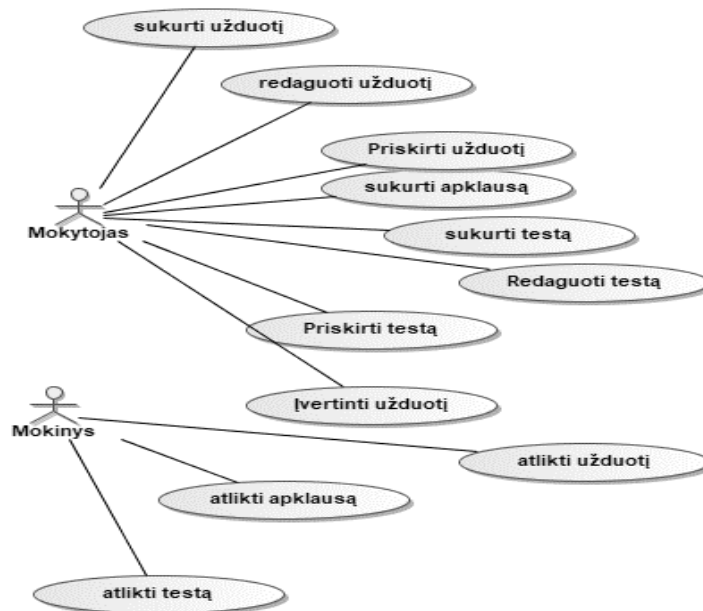 sukurti užduotį
redaguoti užduotį
Priskirti užduotį
sukurti apklausą
Mokytojas
sukurti testą
Redaguoti testą
Priskirti testą
Įvertinti užduotį
Mokinys
atlikti užduotį
atlikti apklausą
atlikti testą